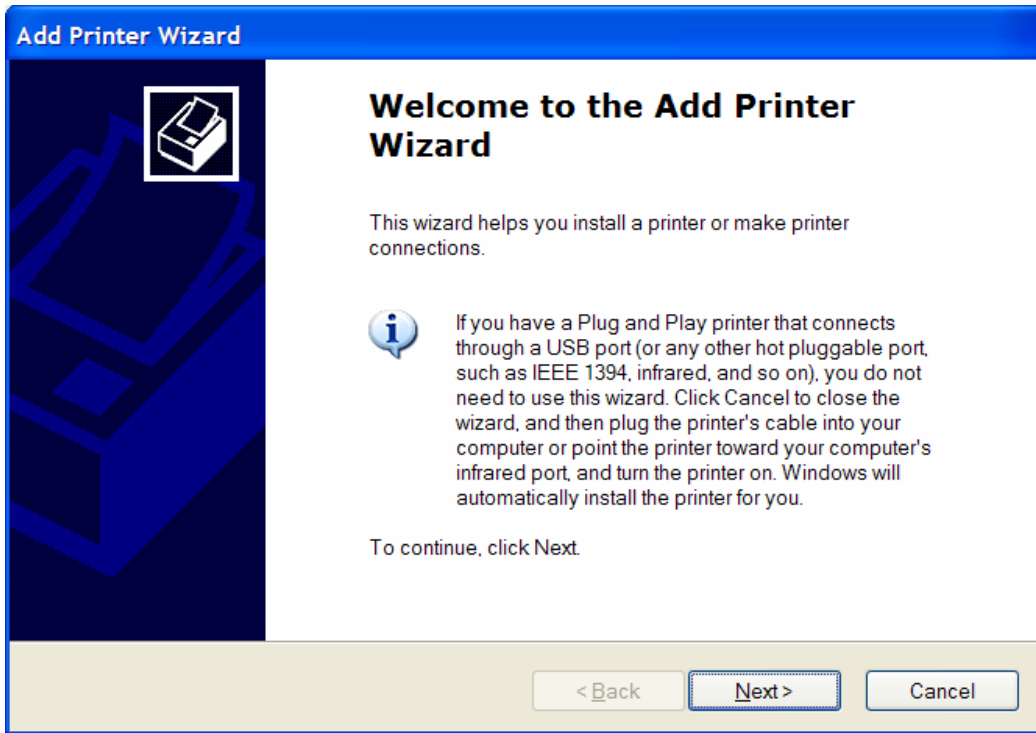 Add Printer Wizard
Welcome to the Add Printer
Wizard
This wizard helps you install a printer or make printer
connections.
If you have a Plug and Play printer that connects
through a USB port (or any other hot pluggable port,
such as IEEE 1394, infrared, and so on), you do not
need to use this wizard. Click Cancel to close the
wizard, and then plug the printer's cable into your
computer or point the printer toward your computer's
infrared port, and turn the printer on. Windows will
automatically install the printer for you.
To continue, click Next.
< Back
Next >
Cancel